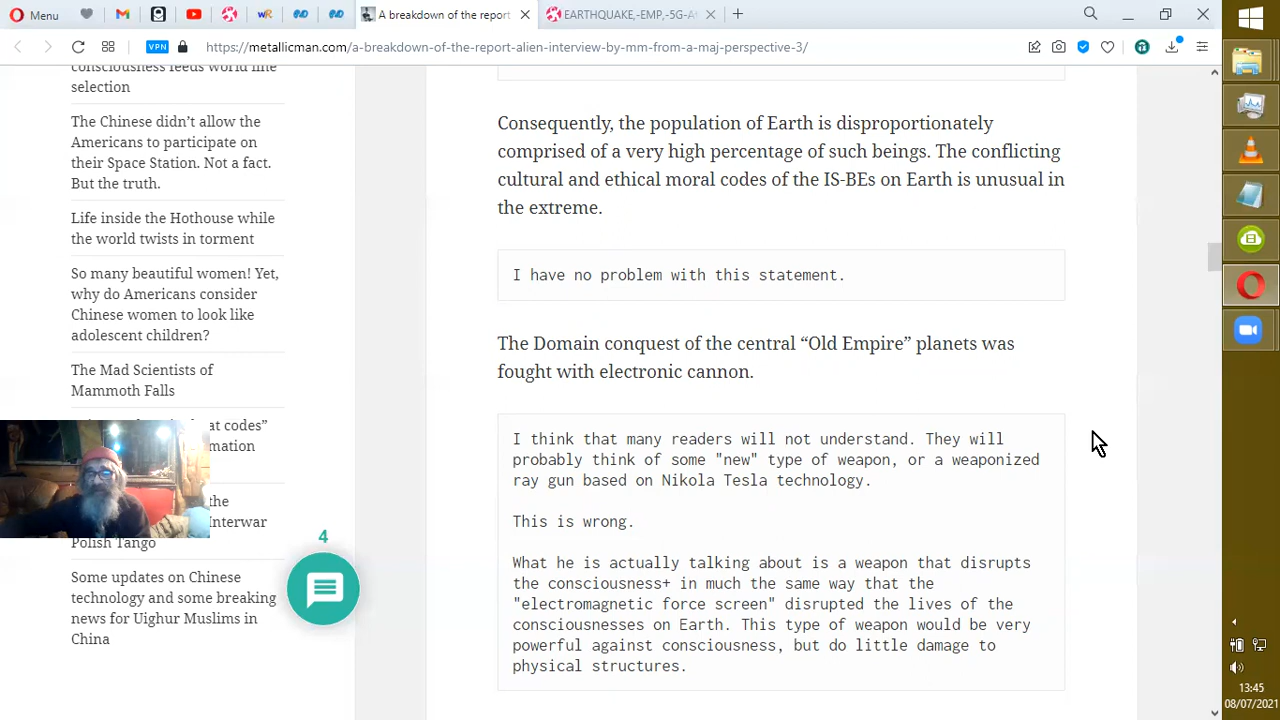 Menu
A breakdown of the report
EARTHQUAKE,-EMP,-5G-A
VPN
https://metallicman.com/a-breakdown-of-the-report-alien-interview-by-mm-from-a-maj-perspective-3/
consciousness feeds world line
selection
The Chinese didn’t allow the
Americans to participate on
their Space Station. Not a fact.
But the truth.
Life inside the Hothouse while
the world twists in torment
So many beautiful women! Yet,
why do Americans consider
Chinese women to look like
adolescent children?
The Mad Scientists of
Mammoth Falls
at codes”
mation
the
Interwar
Polish Tango
Some updates on Chinese
technology and some breaking
news for Uighur Muslims in
China
4
Consequently, the population of Earth is disproportionately
comprised of a very high percentage of such beings. The conflicting
cultural and ethical moral codes of the IS-BEs on Earth is unusual in
the extreme.
I have no problem with this statement.
The Domain conquest of the central “Old Empire” planets was
fought with electronic cannon.
I think that many readers will not understand. They will
probably think of some "new" type of weapon, or a weaponized
ray gun based on Nikola Tesla technology.
This is wrong.
What he is actually talking about is a weapon that disrupts
the consciousness+ in much the same way that the
"electromagnetic force screen" disrupted the lives of the
consciousnesses on Earth. This type of weapon would be very
powerful against consciousness, but do little damage to
physical structures.
13:45
08/07/2021